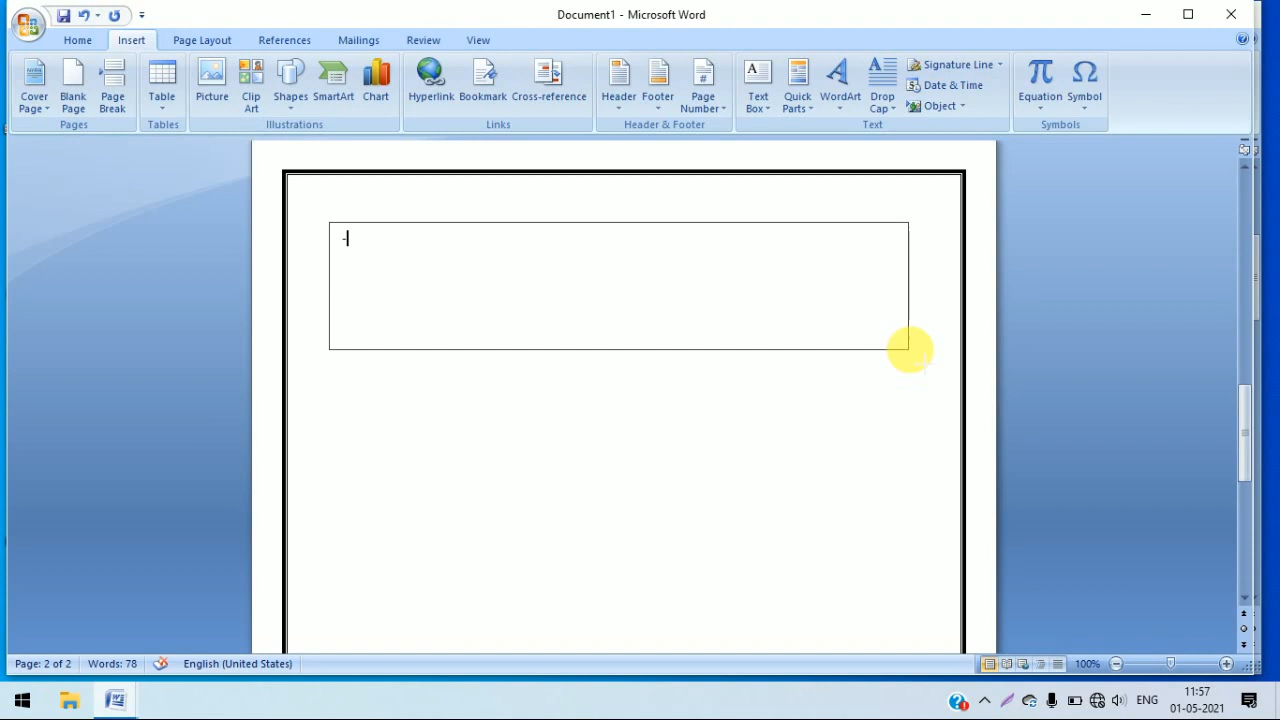 Document1 - Microsoft Word
Home Insert Page Layout References Mailings Review View
Cover Page Blank Page Page Break Table Picture Clip Art Shapes SmartArt Chart Hyperlink Bookmark Cross-reference Header Footer Page Number Text Box Quick Parts WordArt Drop Cap Signature Line Date & Time Object Equation Symbol
Pages Tables Illustrations Links Header & Footer Text Symbols
-
Page: 2 of 2 Words: 78 English (United States) 100%
ENG 11:57
01-05-2021